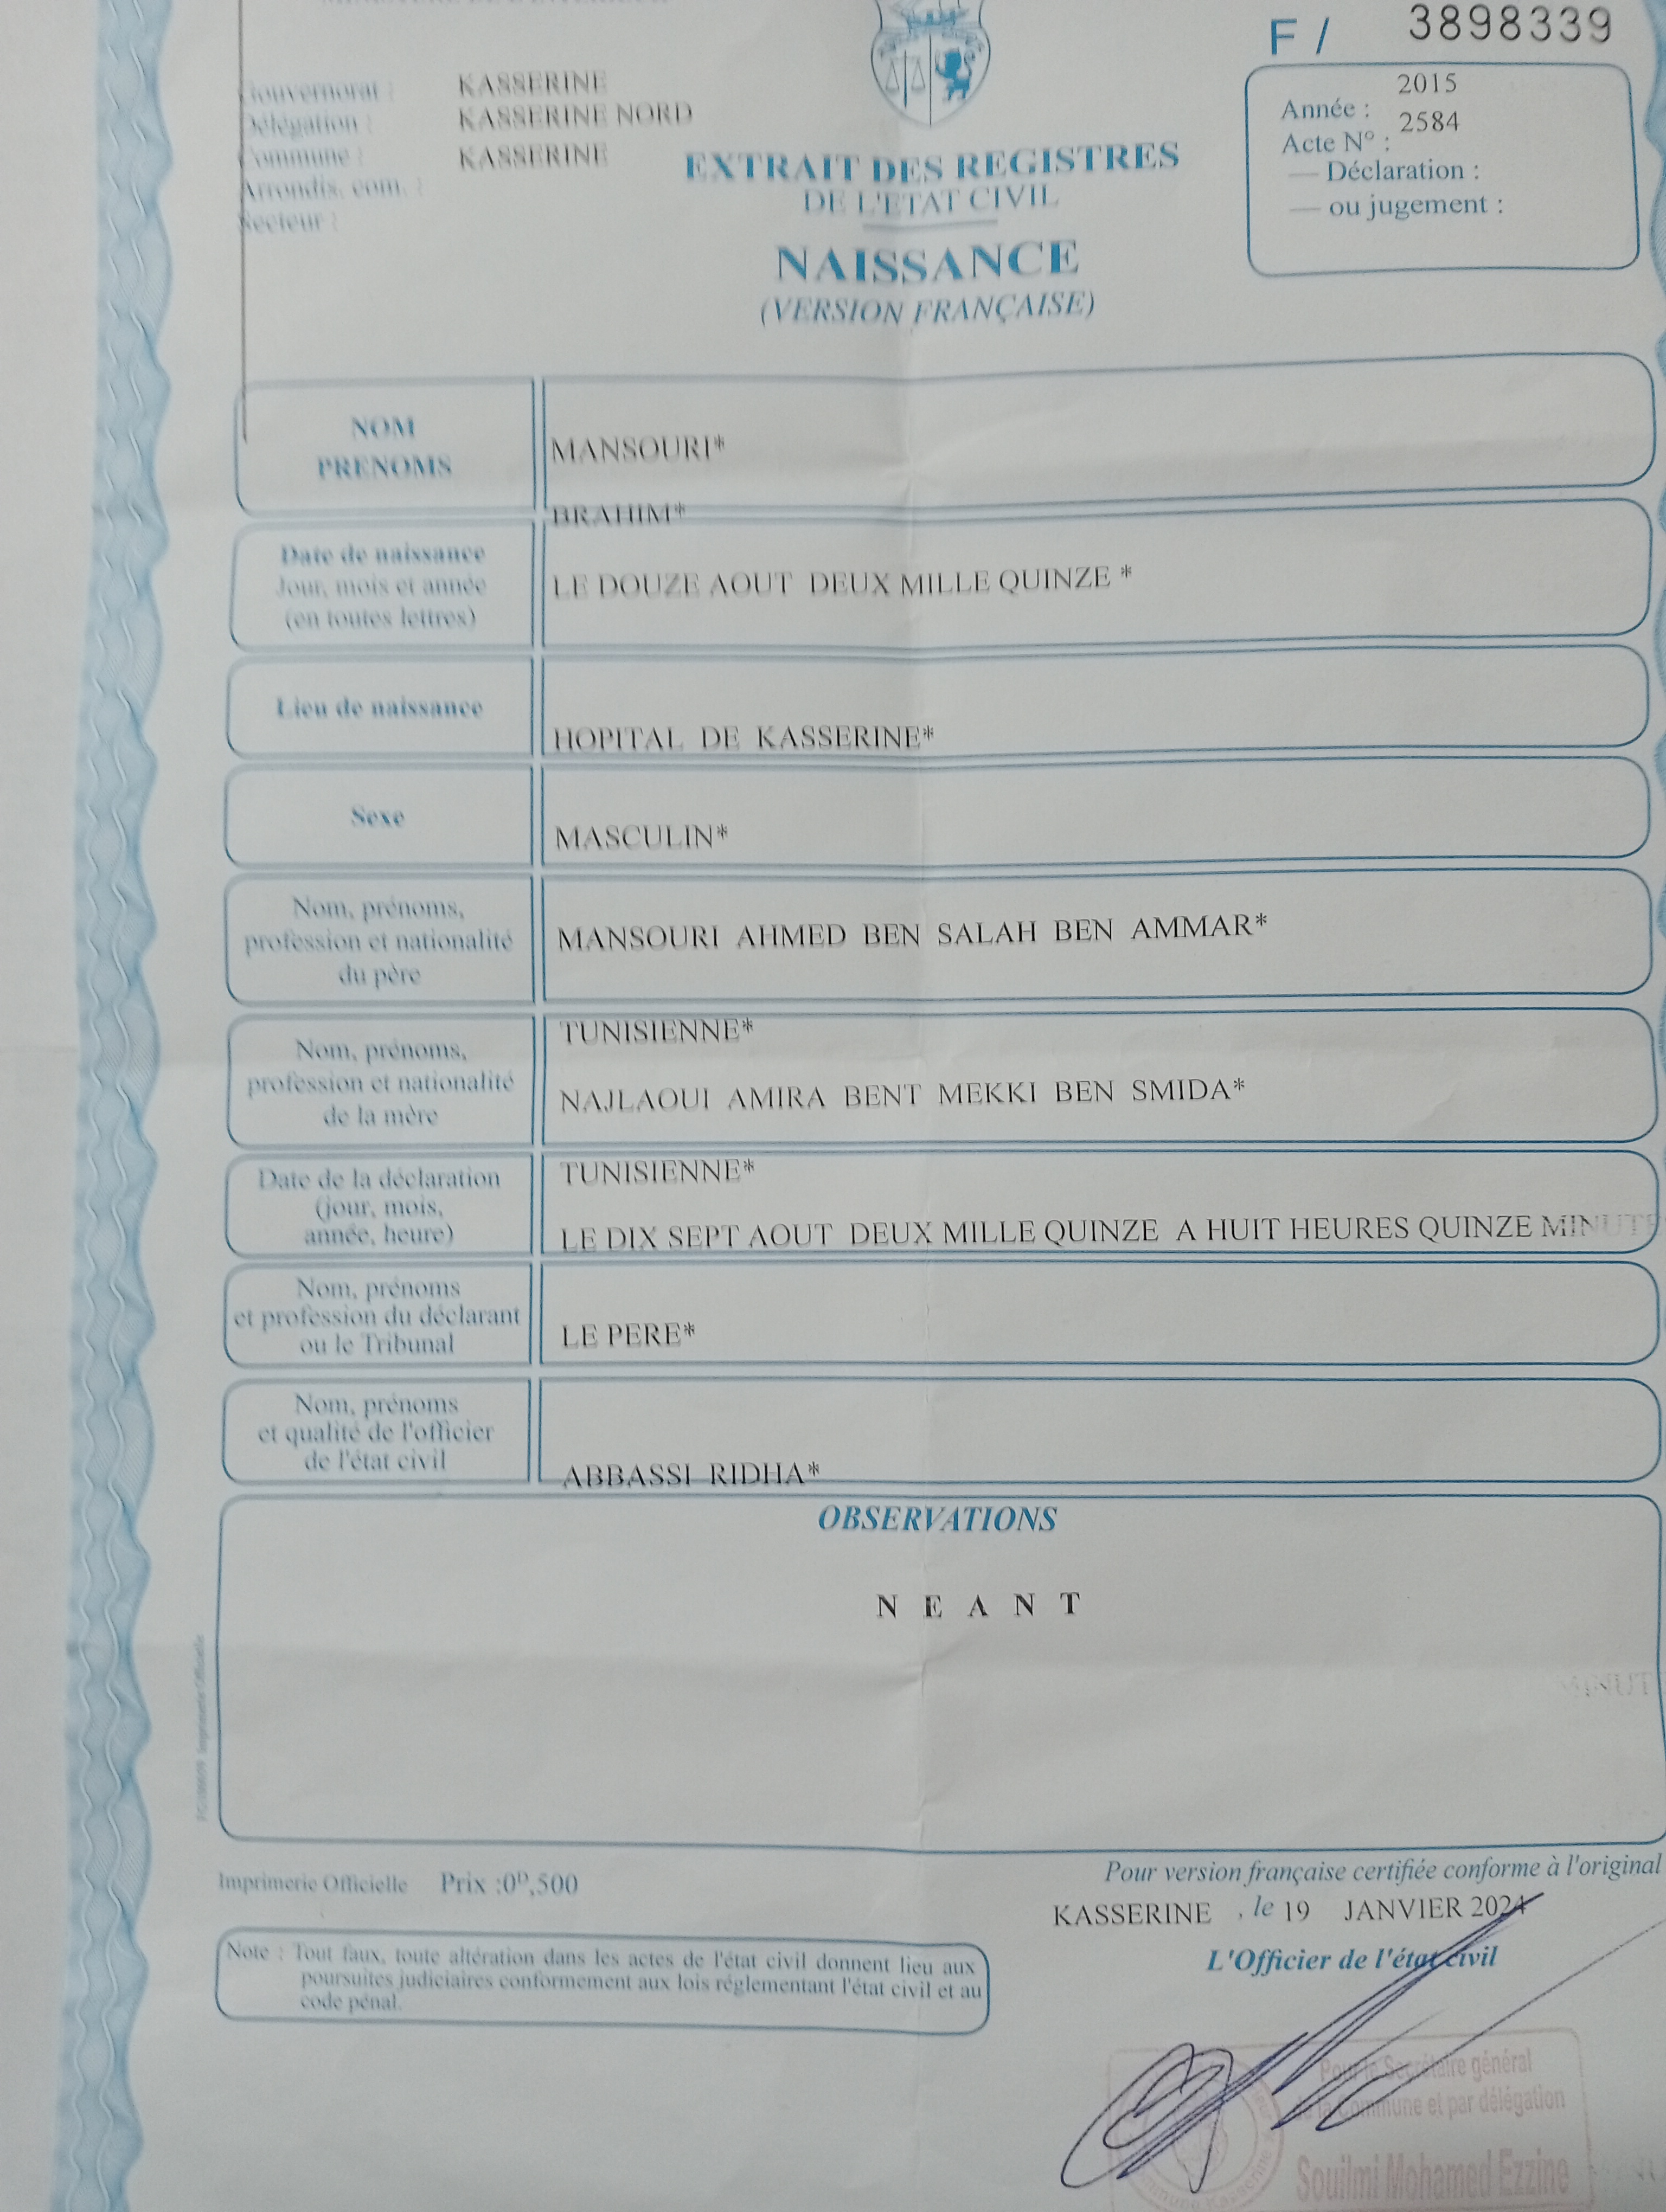 F / 3898339
Gouvernorat : KASSERINE
Délégation : KASSERINE NORD
Commune : KASSERINE
Arrondis. com. :
Secteur :
2015
Année :
2584
Acte N° :
— Déclaration :
— ou jugement :
EXTRAIT DES REGISTRES
DE L'ETAT CIVIL
NAISSANCE
(VERSION FRANÇAISE)
NOM
PRENOMS
MANSOURI*
BRAHIM*
Date de naissance
Jour, mois et année
(en toutes lettres)
LE DOUZE AOUT DEUX MILLE QUINZE *
Lieu de naissance
HOPITAL DE KASSERINE*
Sexe
MASCULIN*
Nom, prénoms,
profession et nationalité
du père
MANSOURI AHMED BEN SALAH BEN AMMAR*
TUNISIENNE*
Nom, prénoms,
profession et nationalité
de la mère
NAJLAOUI AMIRA BENT MEKKI BEN SMIDA*
TUNISIENNE*
Date de la déclaration
(jour, mois,
année, heure)
LE DIX SEPT AOUT DEUX MILLE QUINZE A HUIT HEURES QUINZE MINUTE
Nom, prénoms
et profession du déclarant
ou le Tribunal
LE PERE*
Nom, prénoms
et qualité de l'officier
de l'état civil
ABBASSI RIDHA*
OBSERVATIONS
N E A N T
MINUT
Imprimerie Officielle Prix :0D,500
Pour version française certifiée conforme à l'original
KASSERINE , le 19 JANVIER 2024
L'Officier de l'état civil
Note : Tout faux, toute altération dans les actes de l'état civil donnent lieu aux
poursuites judiciaires conformement aux lois réglementant l'état civil et au
code pénal.
Pour le Secrétaire général
de la Commune et par délégation
Souilmi Mohamed Ezzine